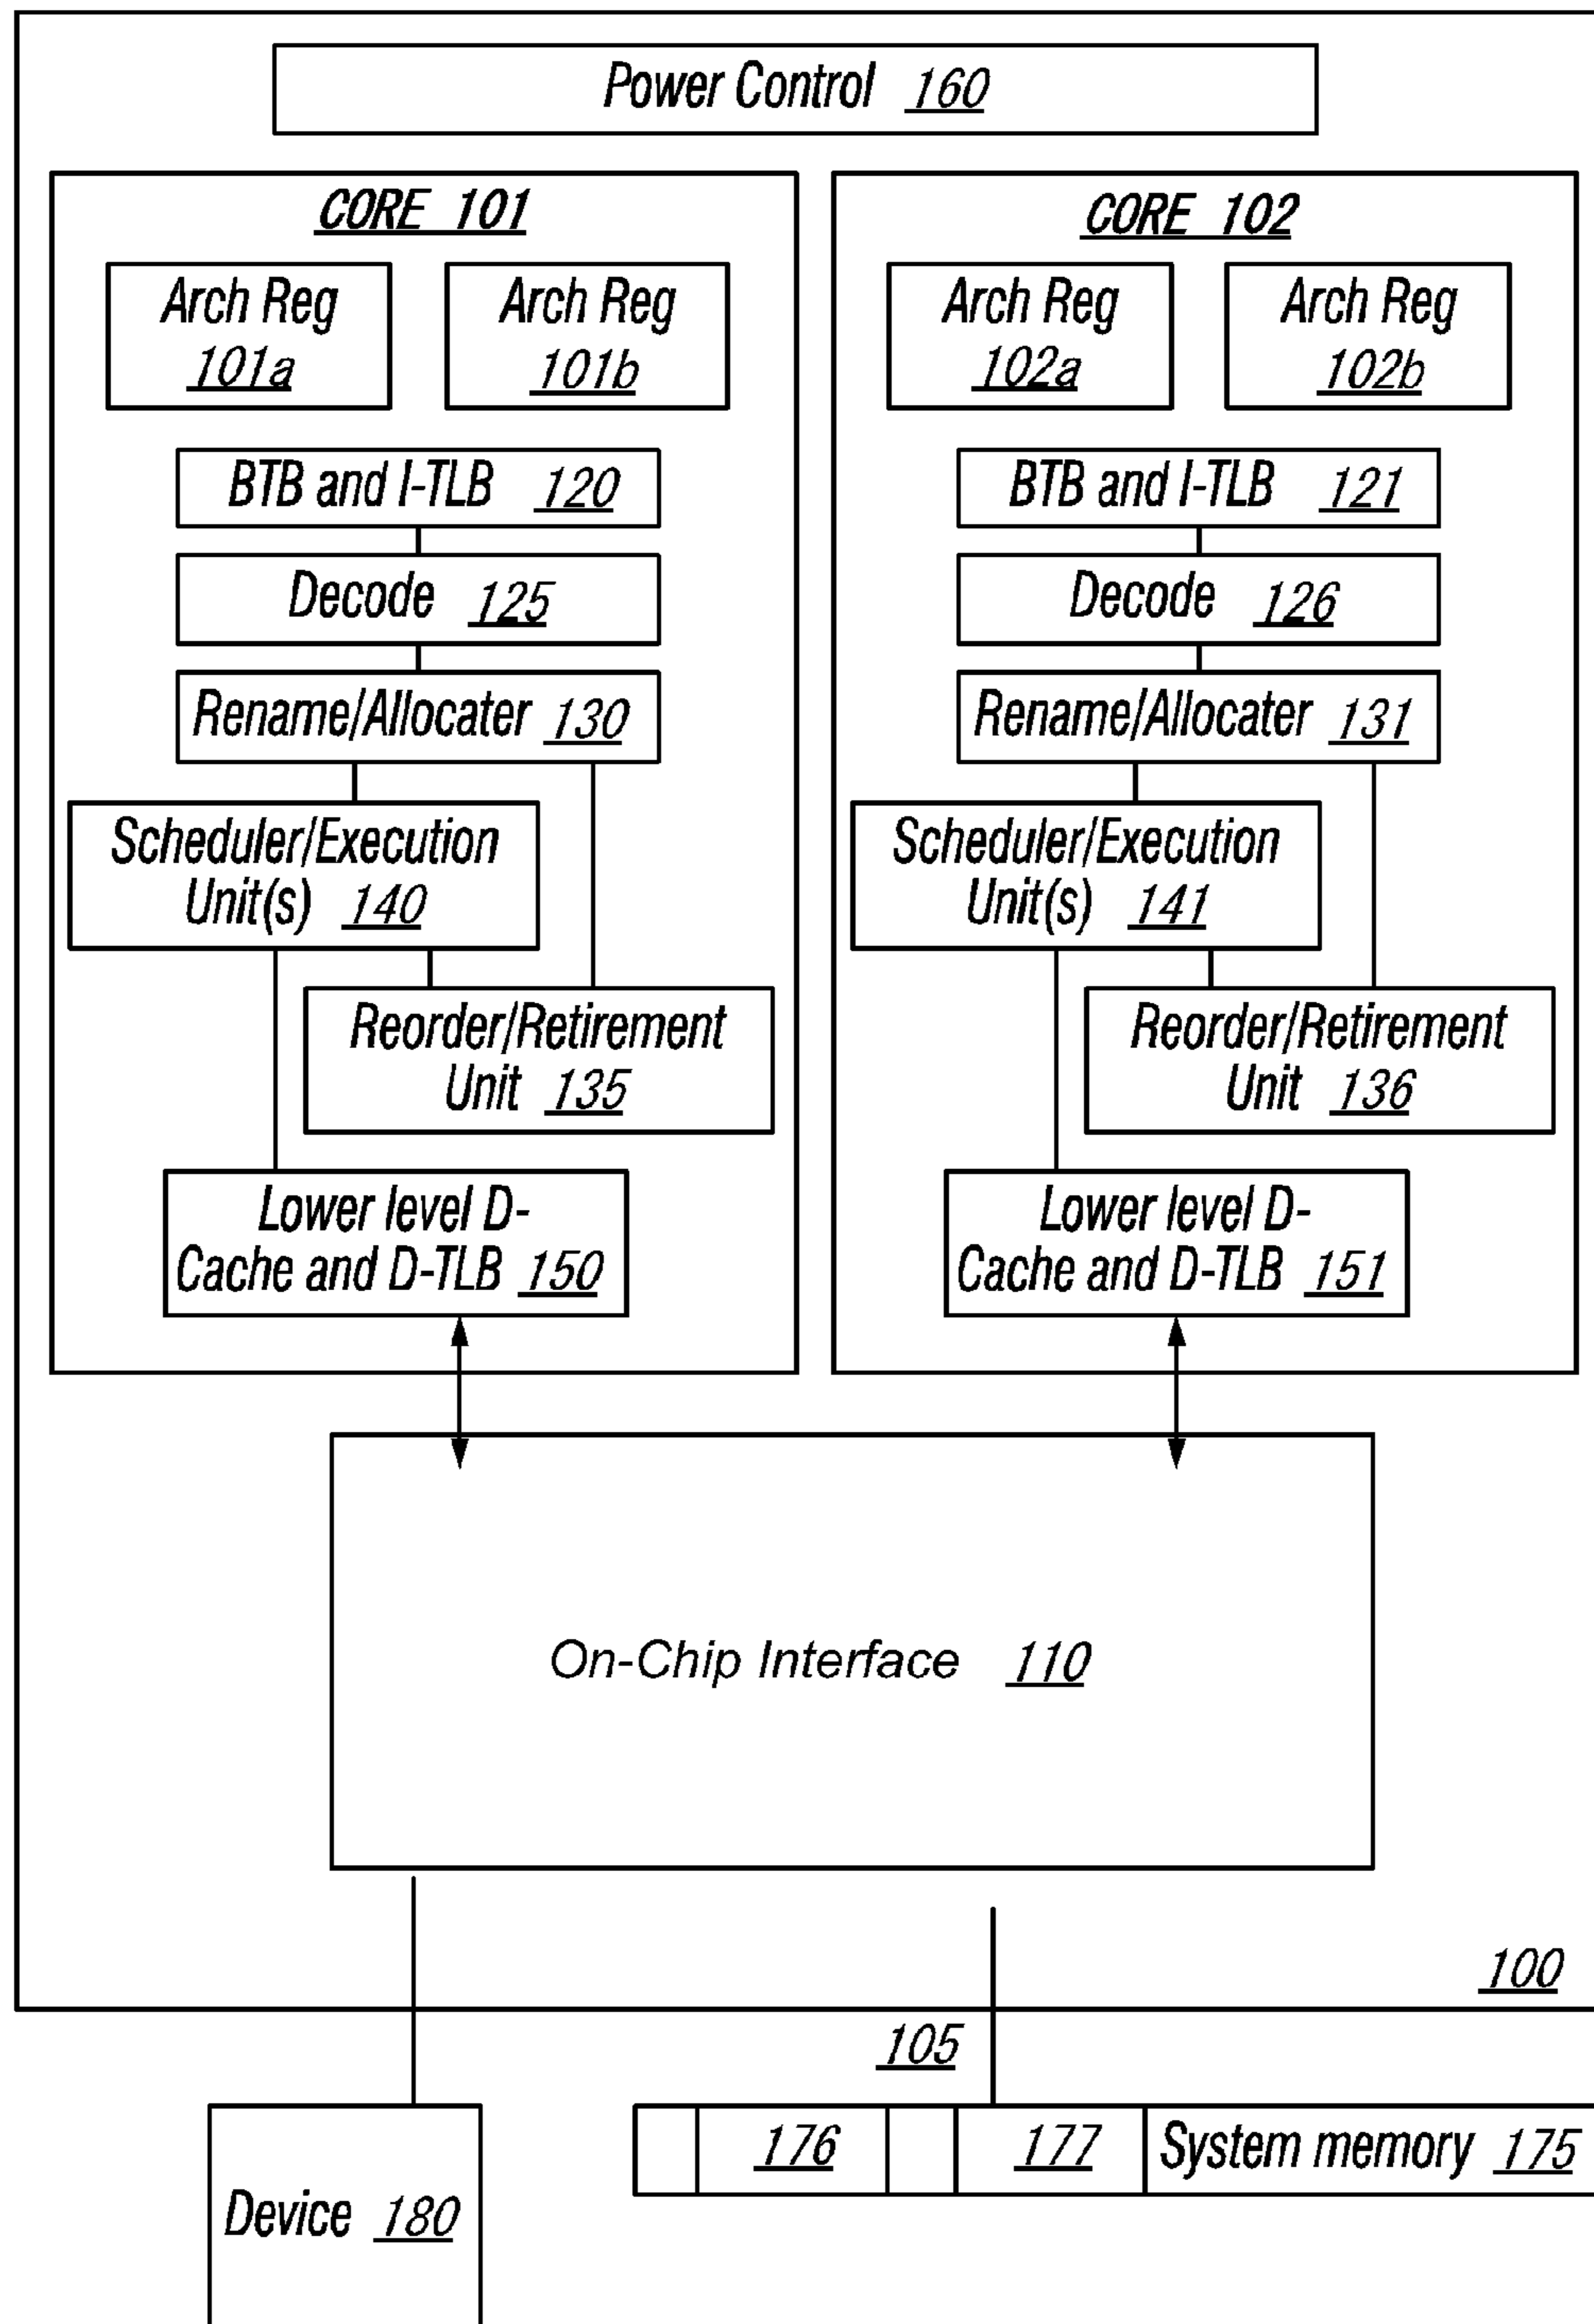 Power Control 160
CORE 101
Arch Reg
101a
Arch Reg
101b
BTB and I-TLB 120
Decode 125
Rename/Allocater 130
Scheduler/Execution
Unit(s) 140
Reorder/Retirement
Unit 135
Lower level D-
Cache and D-TLB 150
CORE 102
Arch Reg
102a
Arch Reg
102b
BTB and I-TLB 121
Decode 126
Rename/Allocater 131
Scheduler/Execution
Unit(s) 141
Reorder/Retirement
Unit 136
Lower level D-
Cache and D-TLB 151
On-Chip Interface 110
100
105
176
177
System memory 175
Device 180